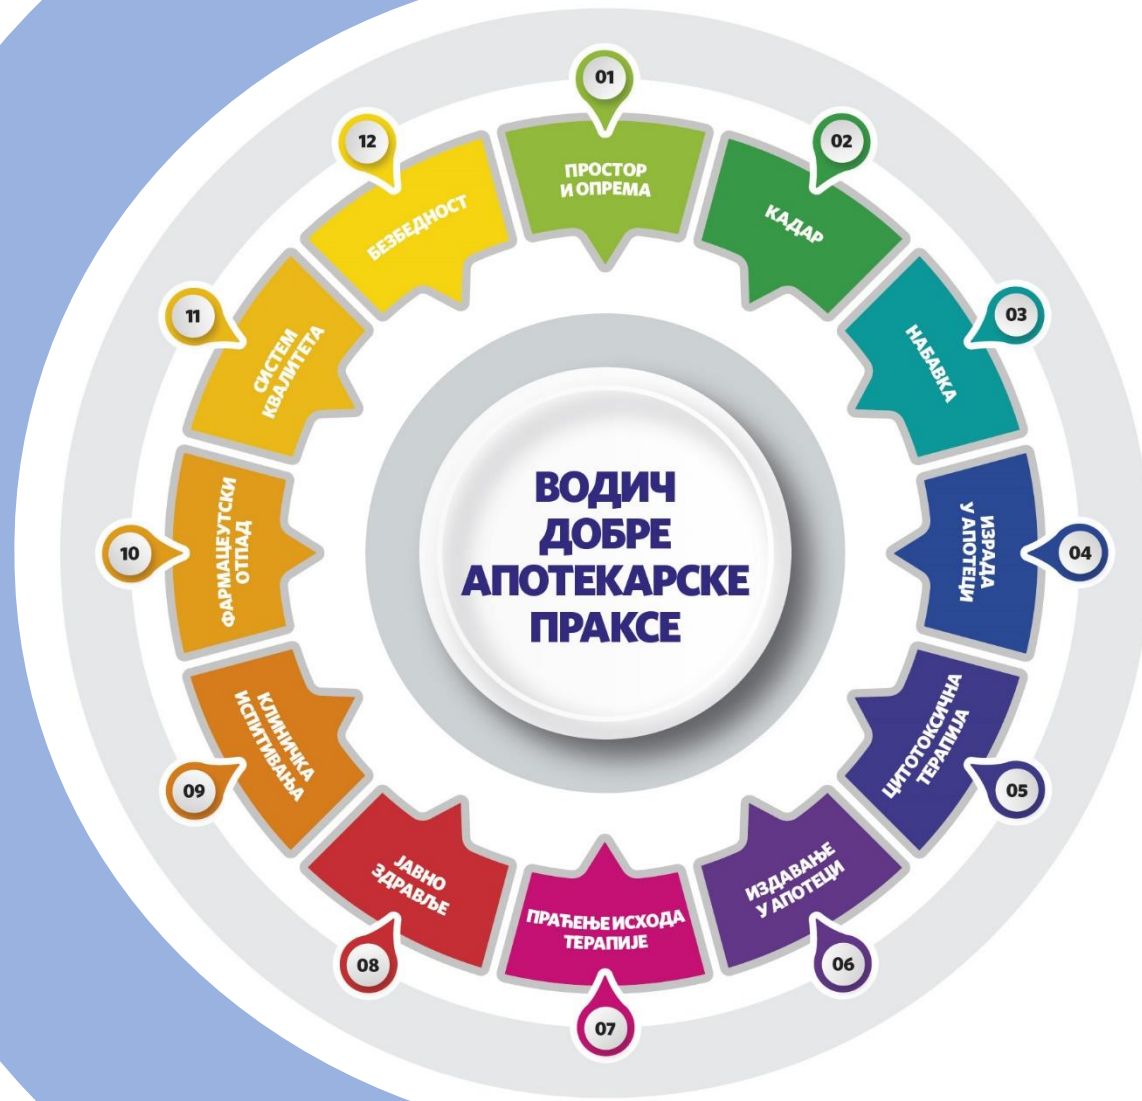 ВОДИЧ
ДОБРЕ
АПОТЕКАРСКЕ
ПРАКСЕ
01
ПРОСТОР
И ОПРЕМА
02
КАДАР
03
НАБАВКА
04
ИЗРАДА
У АПОТЕЦИ
05
ЦИТОТОКСИЧНА
ТЕРАПИЈА
06
ИЗДАВАЊЕ
У АПОТЕЦИ
07
ПРАЋЕЊЕ ИСХОДА
ТЕРАПИЈЕ
08
ЈАВНО
ЗДРАВЉЕ
09
КЛИНИЧКА
ИСПИТИВАЊА
10
ФАРМАЦЕУТСКИ
ОТПАД
11
СИСТЕМ
КВАЛИТЕТА
12
БЕЗБЕДНОСТ